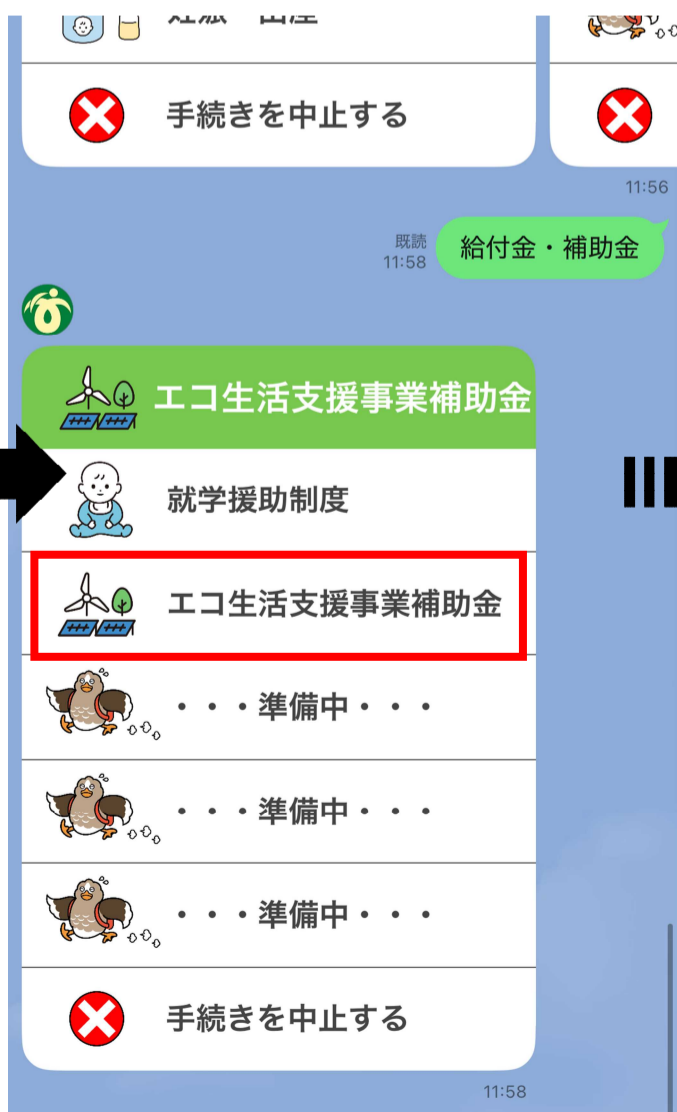 手続きを中止する
11:56
既読
11:58
給付金・補助金
エコ生活支援事業補助金
就学援助制度
エコ生活支援事業補助金
・・・準備中・・・
・・・準備中・・・
・・・準備中・・・
手続きを中止する
11:58